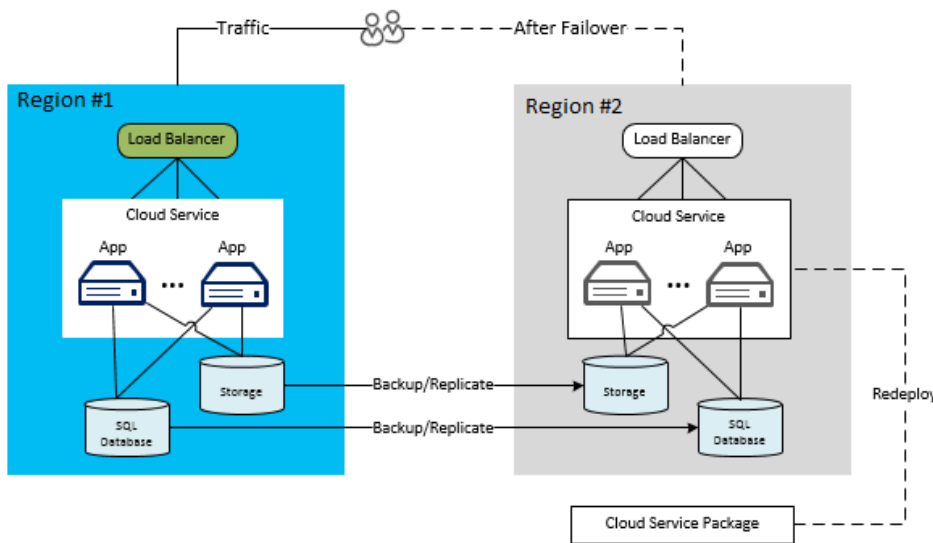 Traffic
After Failover
Region #1
Region #2
Load Balancer
Load Balancer
Cloud Service
Cloud Service
App
App
App
App
...
...
Storage
Backup/Replicate
Storage
Redeploy
SQL
Database
Backup/Replicate
SQL
Database
Cloud Service Package